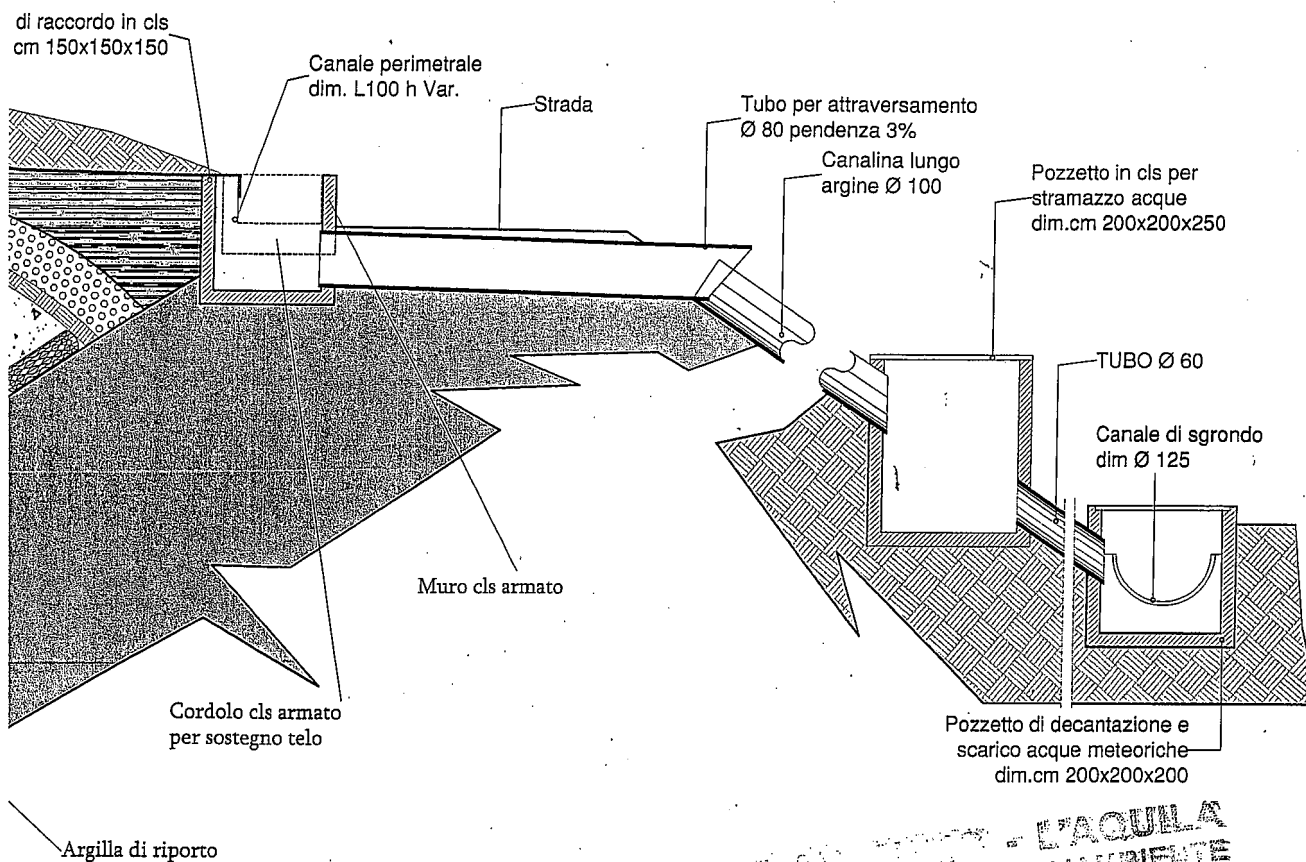 di raccordo in cls
cm 150x150x150
Canale perimetrale
dim. L100 h Var.
Strada
Tubo per attraversamento
Ø 80 pendenza 3%
Canalina lungo
argine Ø 100
Pozzetto in cls per
stramazzo acque
dim.cm 200x200x250
TUBO Ø 60
Canale di sgrondo
dim Ø 125
Muro cls armato
Cordolo cls armato
per sostegno telo
Pozzetto di decantazione e
scarico acque meteoriche
dim.cm 200x200x200
Argilla di riporto
- L'AQUILA